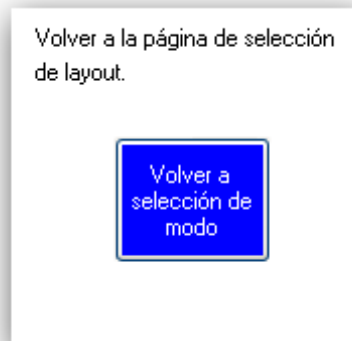 Volver a la página de selección
de layout.
Volver a
selección de
modo